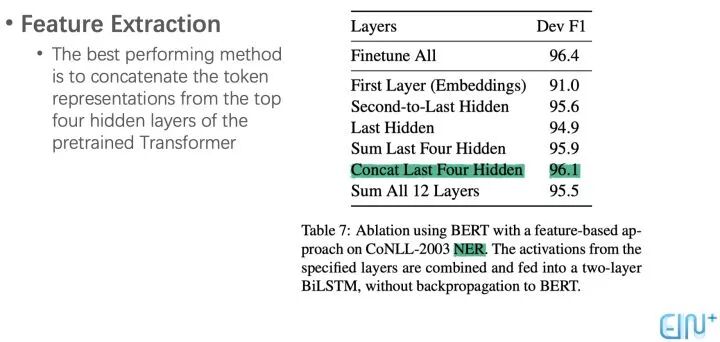 • Feature Extraction
• The best performing method
is to concatenate the token
representations from the top
four hidden layers of the
pretrained Transformer
Layers Dev F1
Finetune All 96.4
First Layer (Embeddings) 91.0
Second-to-Last Hidden 95.6
Last Hidden 94.9
Sum Last Four Hidden 95.9
Concat Last Four Hidden 96.1
Sum All 12 Layers 95.5
Table 7: Ablation using BERT with a feature-based ap-
proach on CoNLL-2003 NER. The activations from the
specified layers are combined and fed into a two-layer
BiLSTM, without backpropagation to BERT.